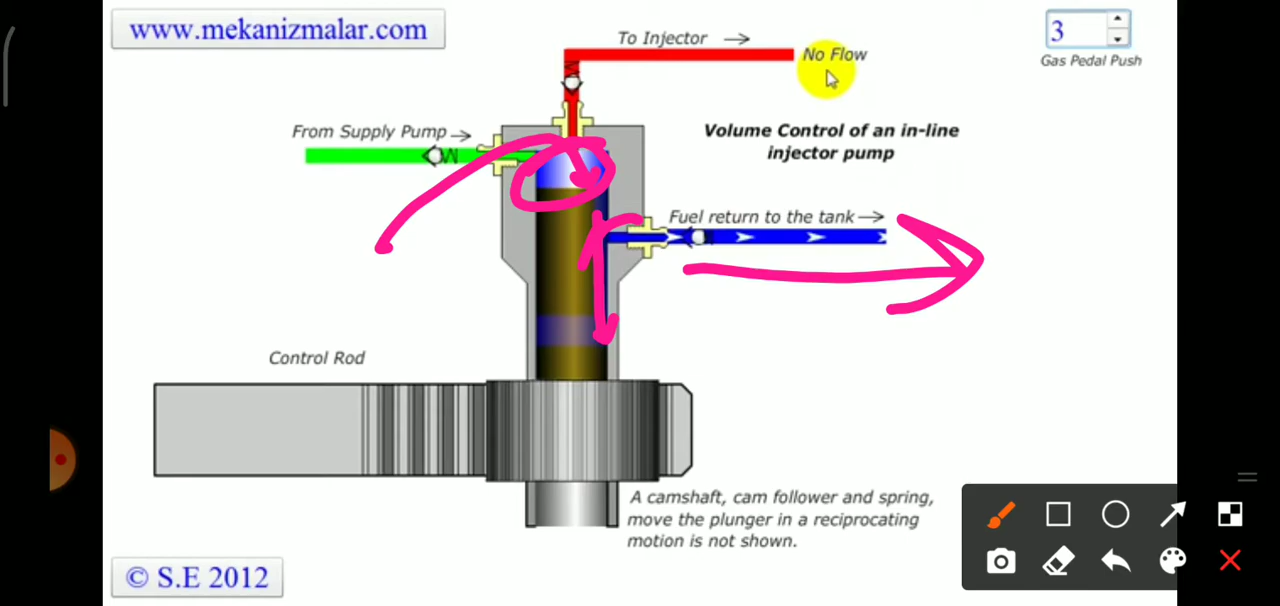 www.mekanizmalar.com
To Injector
No Flow
3
Gas Pedal Push
From Supply Pump
Volume Control of an in-line
injector pump
Fuel return to the tank
Control Rod
A camshaft, cam follower and spring,
move the plunger in a reciprocating
motion is not shown.
© S.E 2012